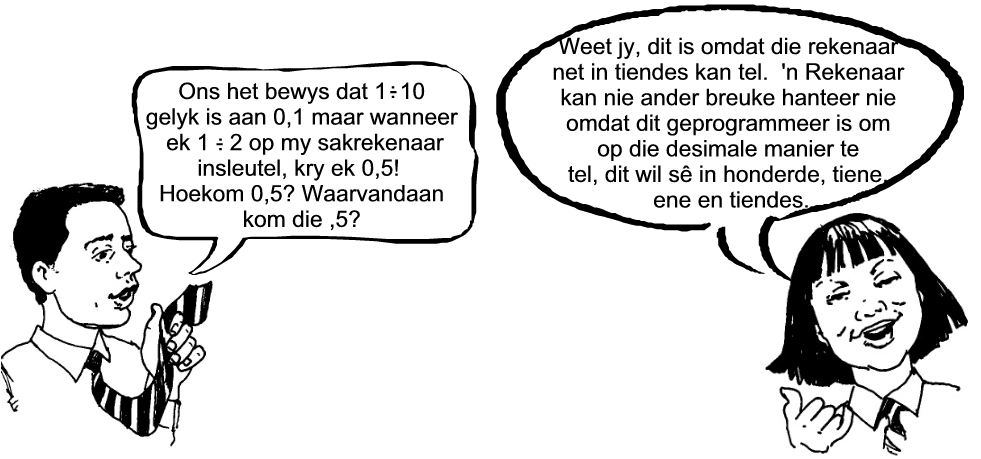 Ons het bewys dat 1÷10
gelyk is aan 0,1 maar wanneer
ek 1 ÷ 2 op my sakrekenaar
insleutel, kry ek 0,5!
Hoekom 0,5? Waarvandaan
kom die ,5?
Weet jy, dit is omdat die rekenaar
net in tiendes kan tel.  'n Rekenaar
kan nie ander breuke hanteer nie
omdat dit geprogrammeer is om
op die desimale manier te
tel, dit wil sê in honderde, tiene,
ene en tiendes.